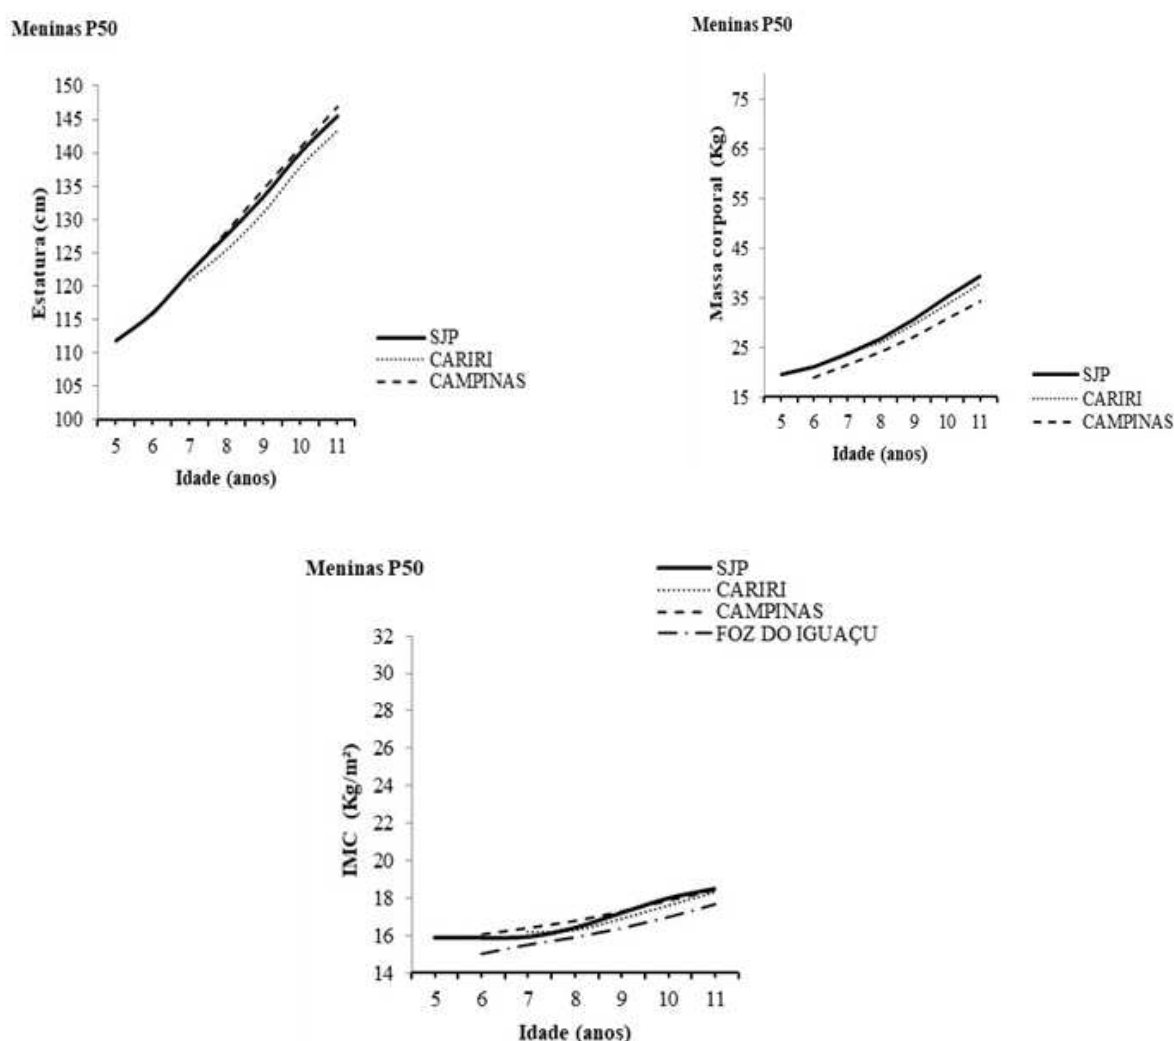 Meninas P50
150
145
140
135
130
125
120
115
110
105
100
Estatura (cm)
5 6 7 8 9 10 11
Idade (anos)
SJP
CARIRI
CAMPINAS
Meninas P50
75
65
55
45
35
25
15
Massa corporal (Kg)
5 6 7 8 9 10 11
Idade (anos)
SJP
CARIRI
CAMPINAS
Meninas P50
SJP
CARIRI
CAMPINAS
FOZ DO IGUAÇU
32
30
28
26
24
22
20
18
16
14
IMC (Kg/m²)
5 6 7 8 9 10 11
Idade (anos)